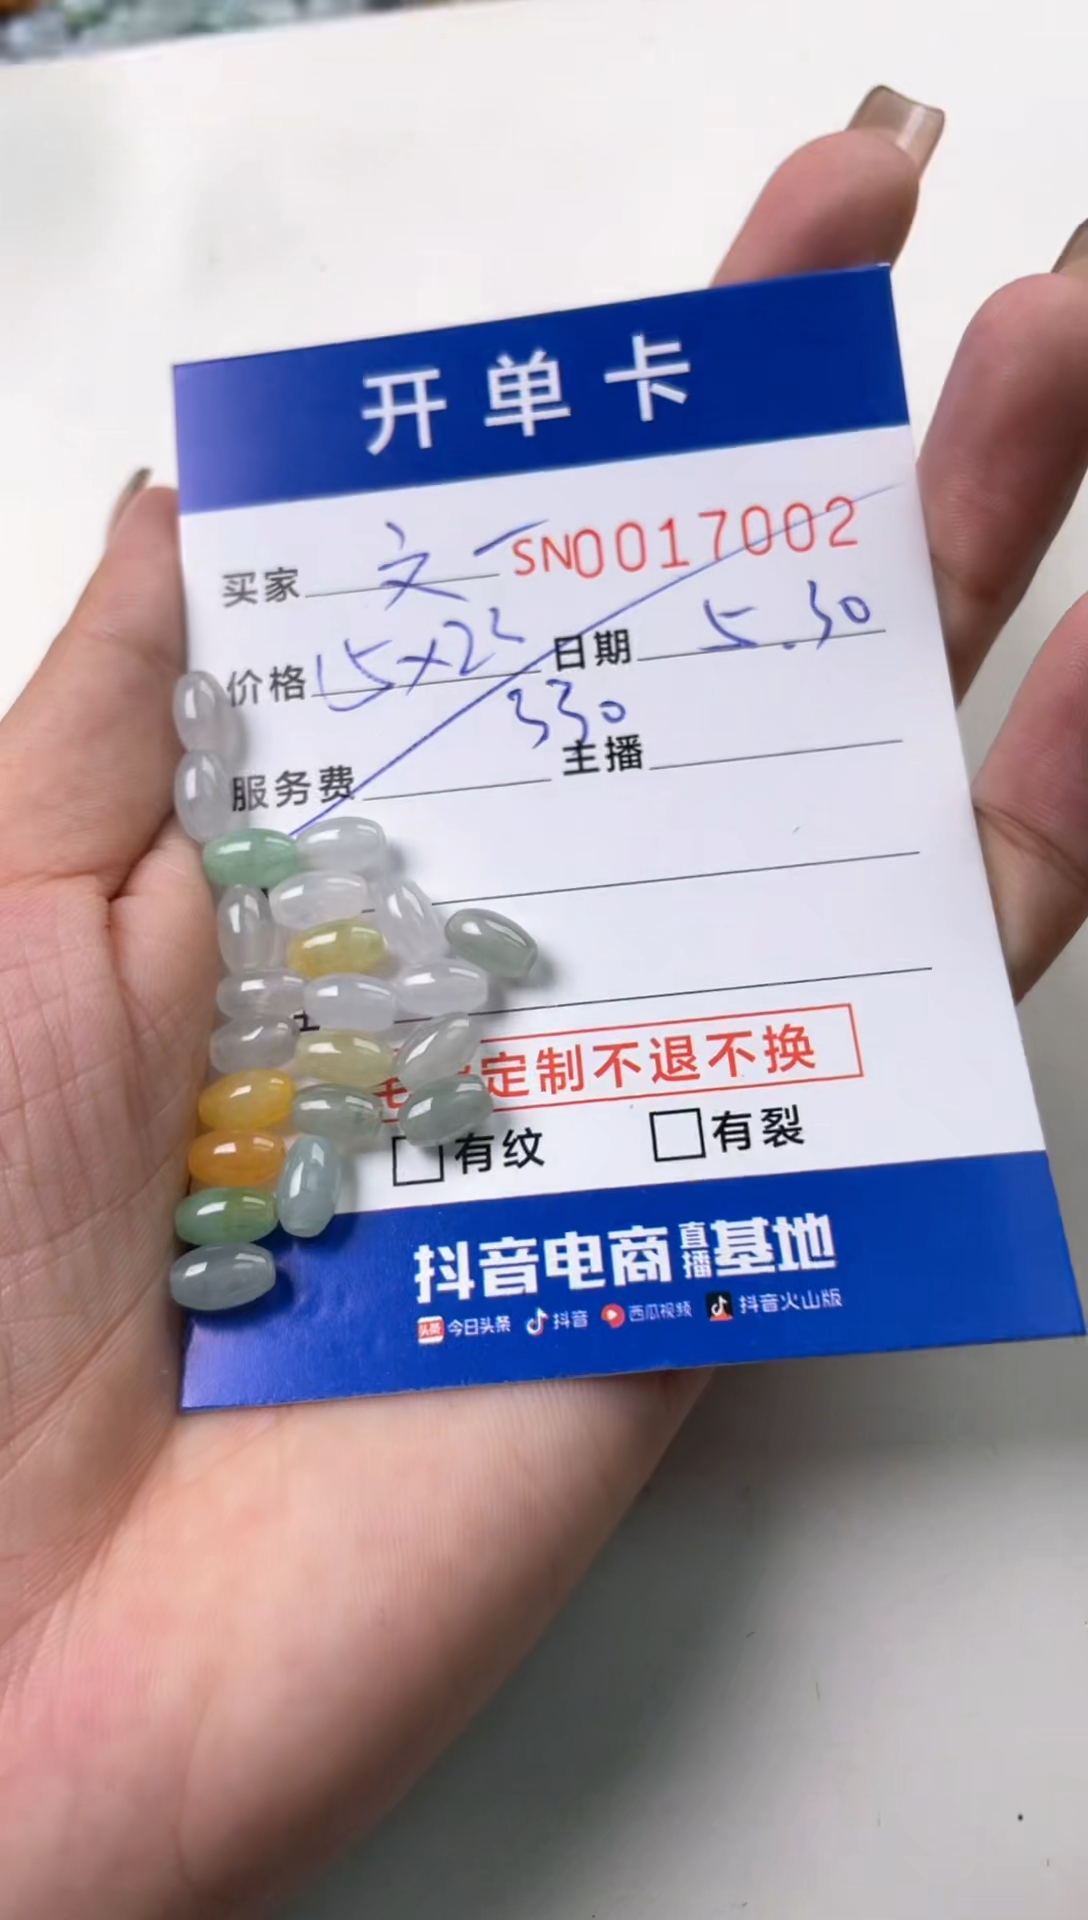 开单卡
买家 文 SN0017002
价格 15×22 日期 5.30
330
服务费 主播
定制不退不换
有纹 有裂
抖音电商直播基地
头条 今日头条 抖音 西瓜视频 抖音火山版